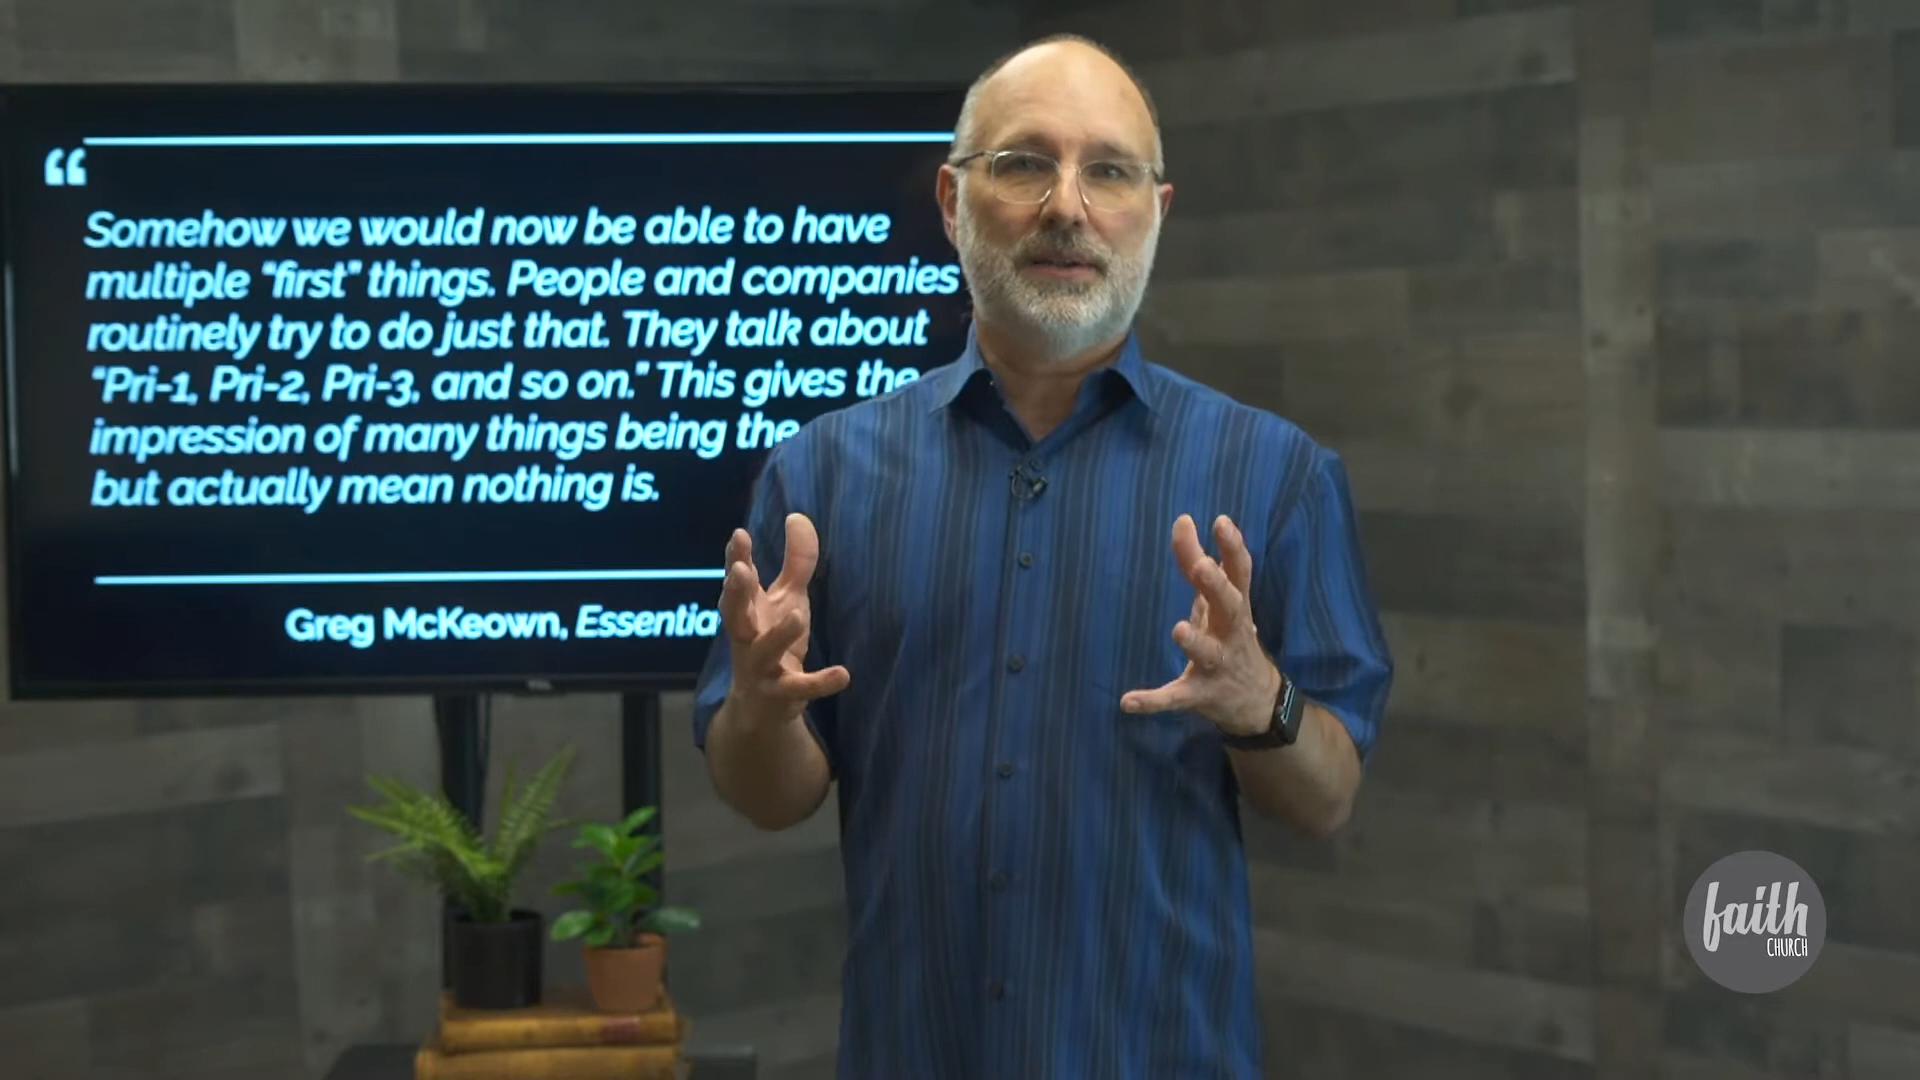 “
Somehow we would now be able to have
multiple “first” things. People and companies
routinely try to do just that. They talk about
“Pri-1, Pri-2, Pri-3, and so on.” This gives the
impression of many things being the
but actually mean nothing is.
Greg McKeown, Essentia
faith
CHURCH